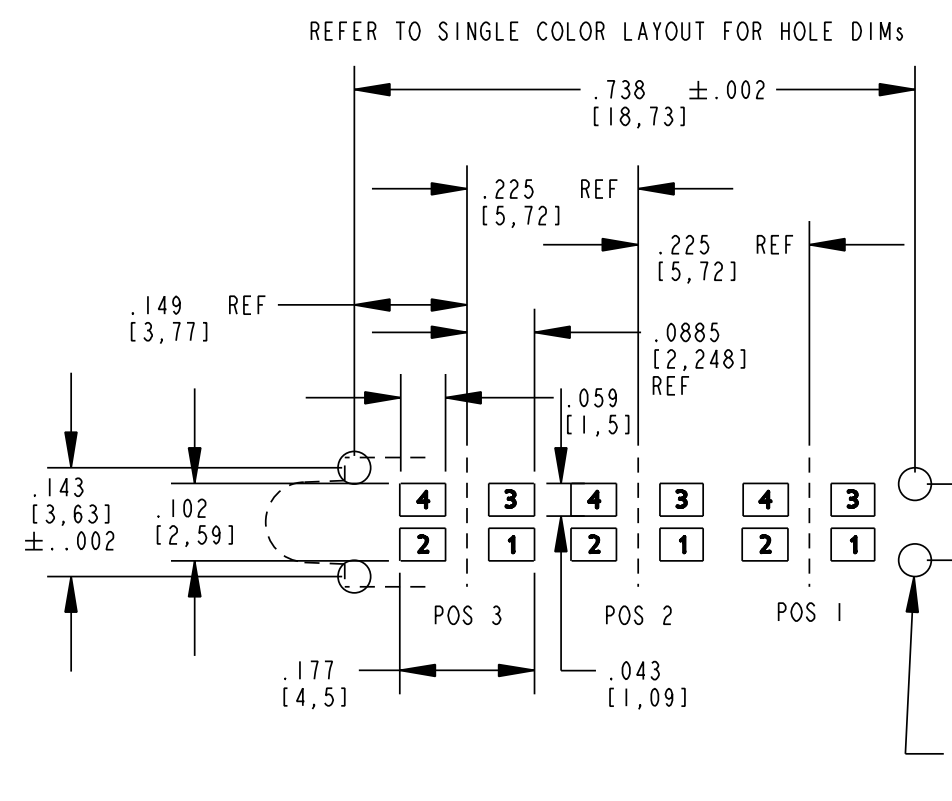 REFER TO SINGLE COLOR LAYOUT FOR HOLE DIMs
.738 ±.002
[18,73]
.225 REF
[5,72]
.225 REF
[5,72]
.149 REF
[3,77]
.0885
[2,248]
REF
.059
[1,5]
.143
[3,63]
±..002
.102
[2,59]
4 3 4 3 4 3
2 1 2 1 2 1
POS 3 POS 2 POS 1
.177
[4,5]
.043
[1,09]